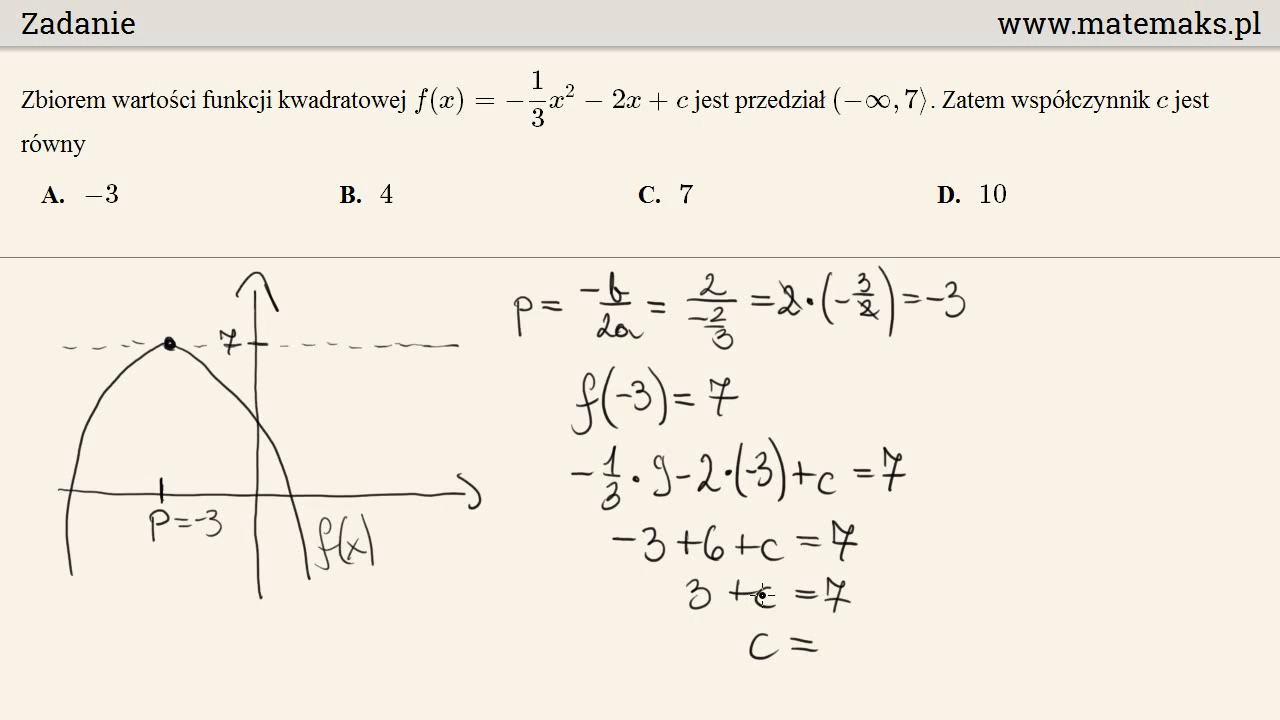 Zadanie www.matemaks.pl
Zbiorem wartości funkcji kwadratowej f(x) = −1/3x² − 2x + c jest przedział (−∞, 7⟩. Zatem współczynnik c jest
równy
A. −3 B. 4 C. 7 D. 10
p = -b/2a = 2/(-2/3) = 2·(-3/2) = -3
7
f(-3) = 7
-1/3 · 9 - 2·(-3) + c = 7
p = -3
f(x)
-3 + 6 + c = 7
3 + c = 7
c =